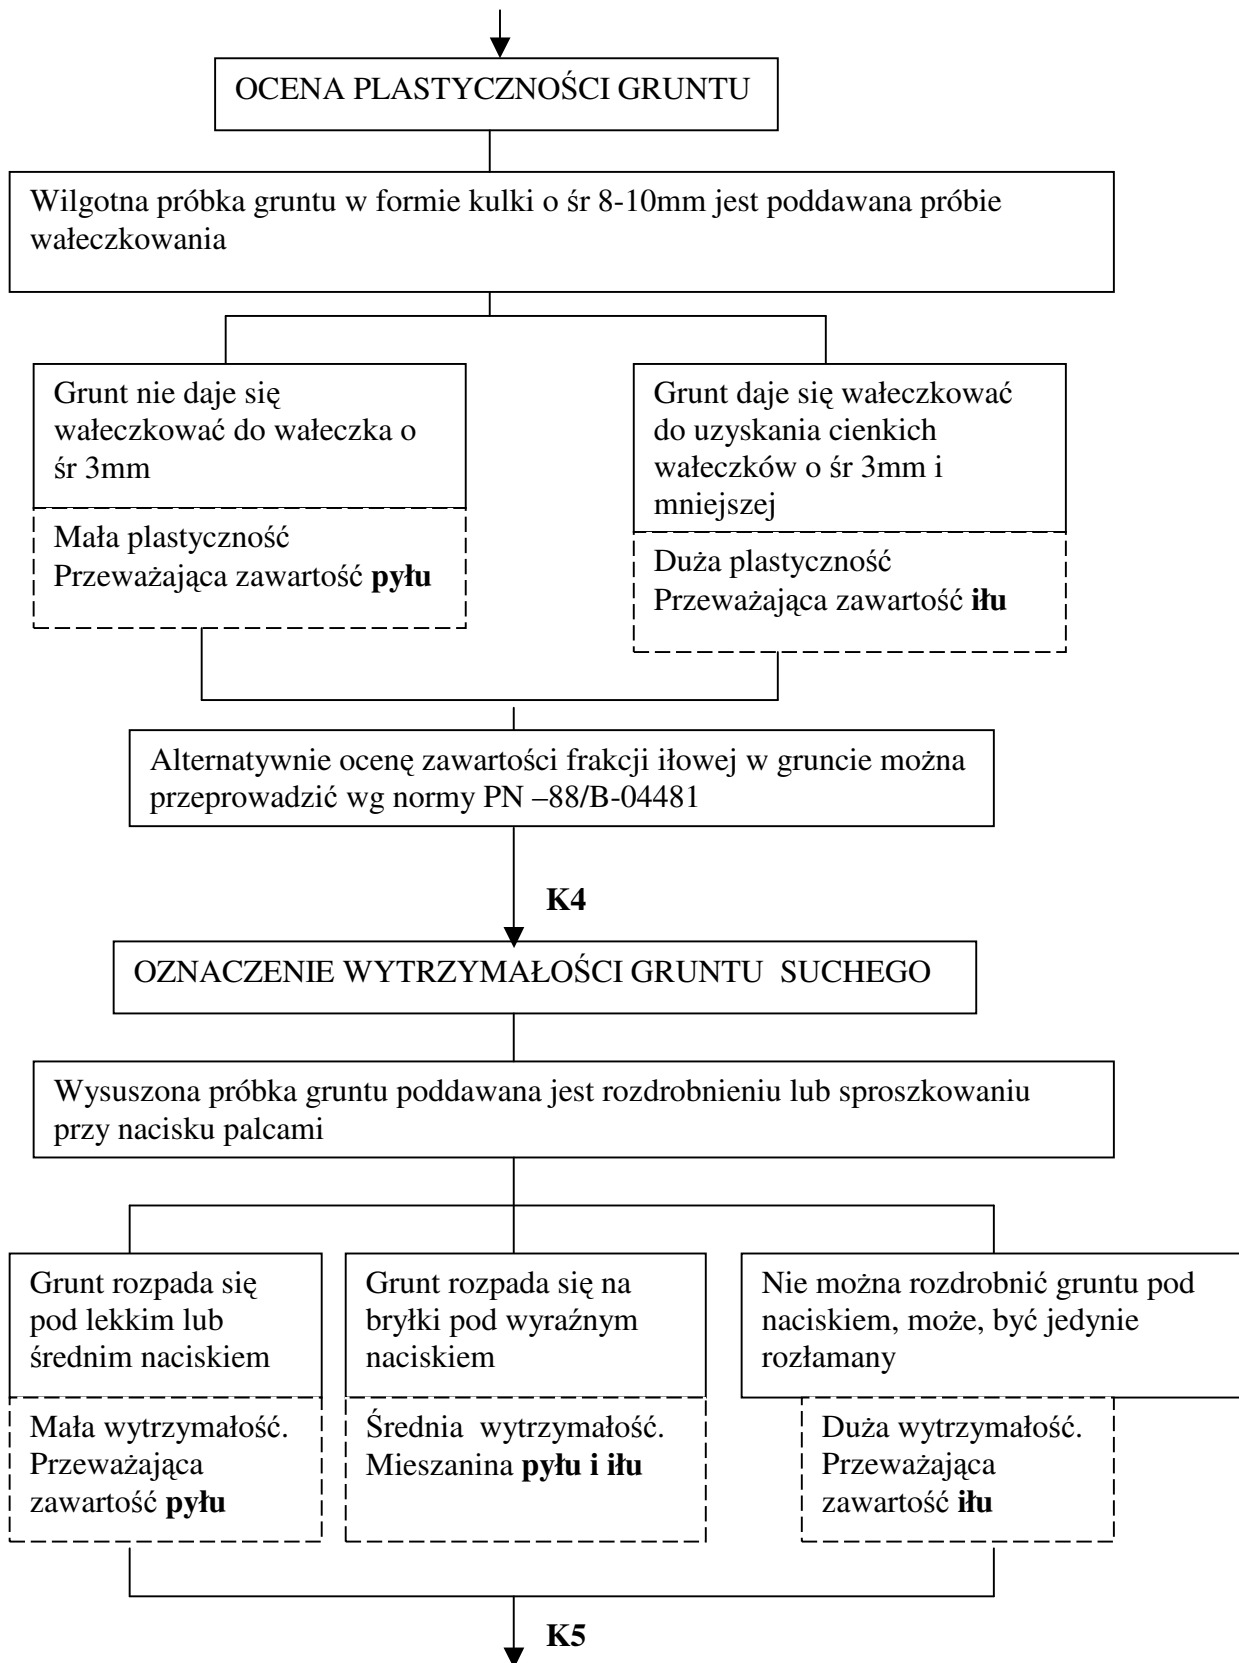 OCENA PLASTYCZNOŚCI GRUNTU
Wilgotna próbka gruntu w formie kulki o śr 8-10mm jest poddawana próbie
wałeczkowania
Grunt nie daje się
wałeczkować do wałeczka o
śr 3mm
Mała plastyczność
Przeważająca zawartość pyłu
Grunt daje się wałeczkować
do uzyskania cienkich
wałeczków o śr 3mm i
mniejszej
Duża plastyczność
Przeważająca zawartość iłu
Alternatywnie ocenę zawartości frakcji iłowej w gruncie można
przeprowadzić wg normy PN –88/B-04481
K4
OZNACZENIE WYTRZYMAŁOŚCI GRUNTU SUCHEGO
Wysuszona próbka gruntu poddawana jest rozdrobnieniu lub sproszkowaniu
przy nacisku palcami
Grunt rozpada się
pod lekkim lub
średnim naciskiem
Mała wytrzymałość.
Przeważająca
zawartość pyłu
Grunt rozpada się na
bryłki pod wyraźnym
naciskiem
Średnia wytrzymałość.
Mieszanina pyłu i iłu
Nie można rozdrobnić gruntu pod
naciskiem, może, być jedynie
rozłamany
Duża wytrzymałość.
Przeważająca
zawartość iłu
K5